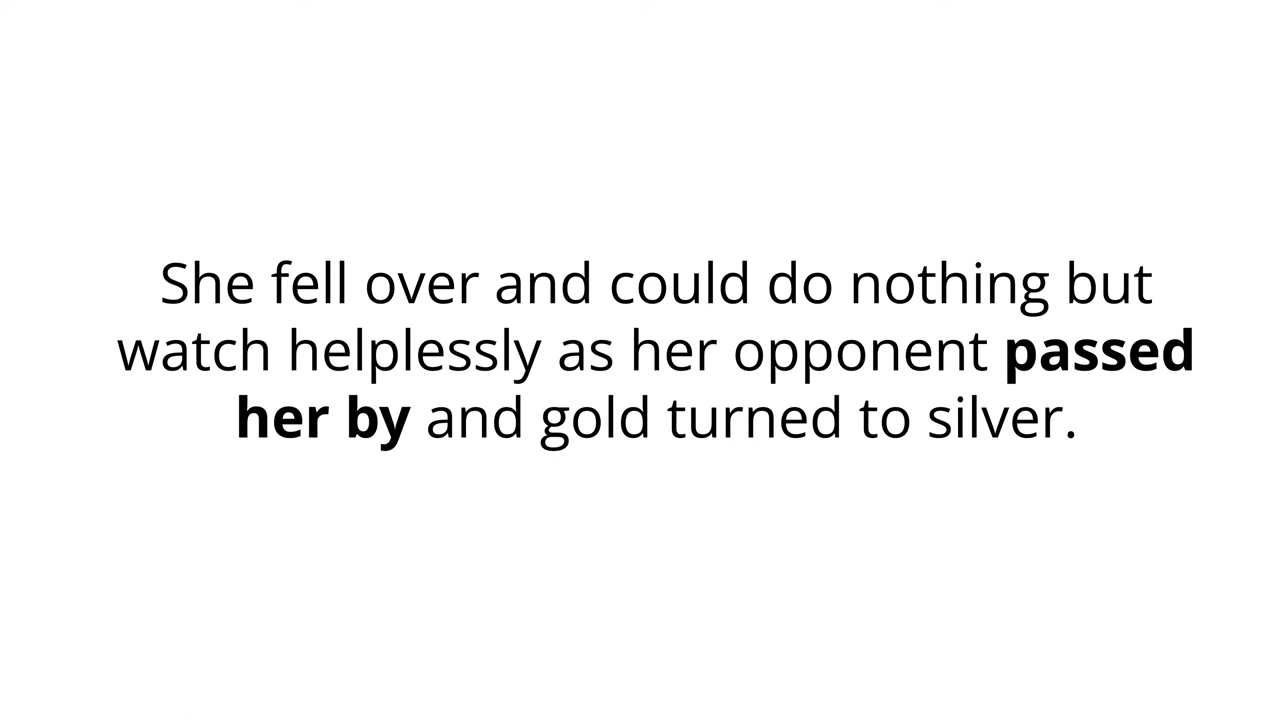 She fell over and could do nothing but
watch helplessly as her opponent passed
her by and gold turned to silver.